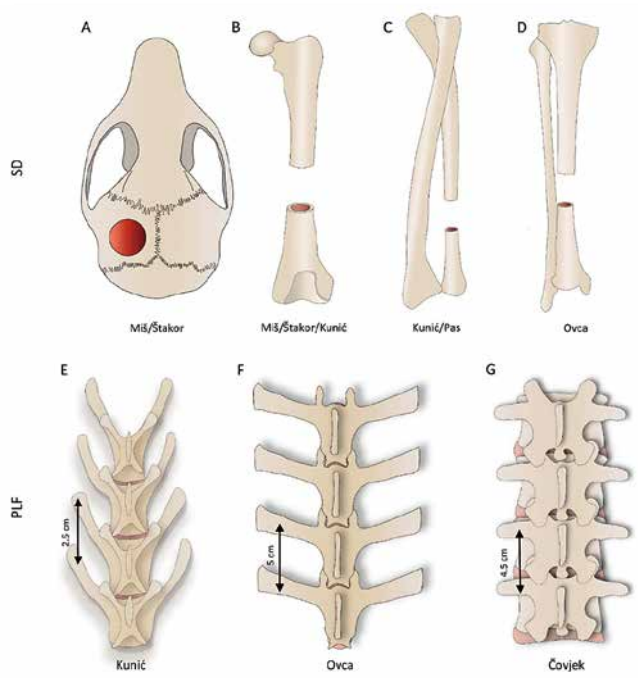 A
B
C
D
SD
Miš/Štakor
Miš/Štakor/Kunić
Kunić/Pas
Ovca
E
F
G
PLF
2.5 cm
5 cm
4.5 cm
Kunić
Ovca
Čovjek